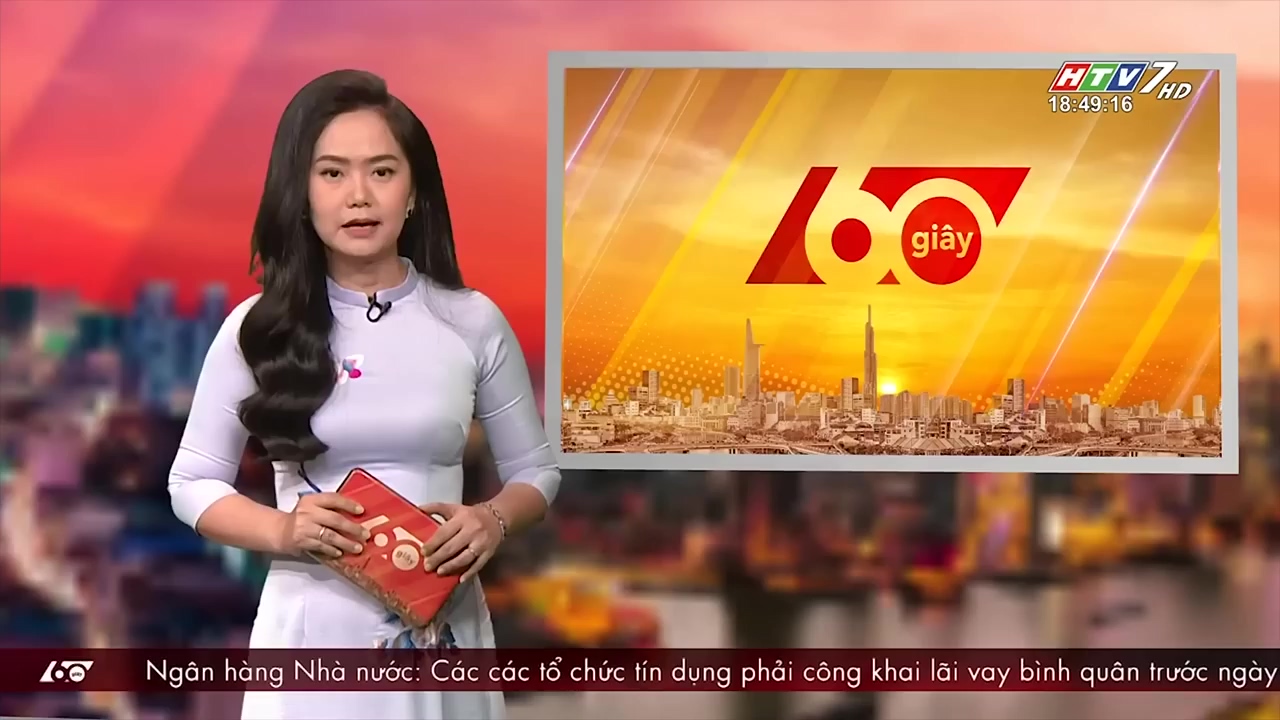 HTV7 HD
18:49:16
60 giây
60 giây
60 giây
Ngân hàng Nhà nước: Các các tổ chức tín dụng phải công khai lãi vay bình quân trước ngày